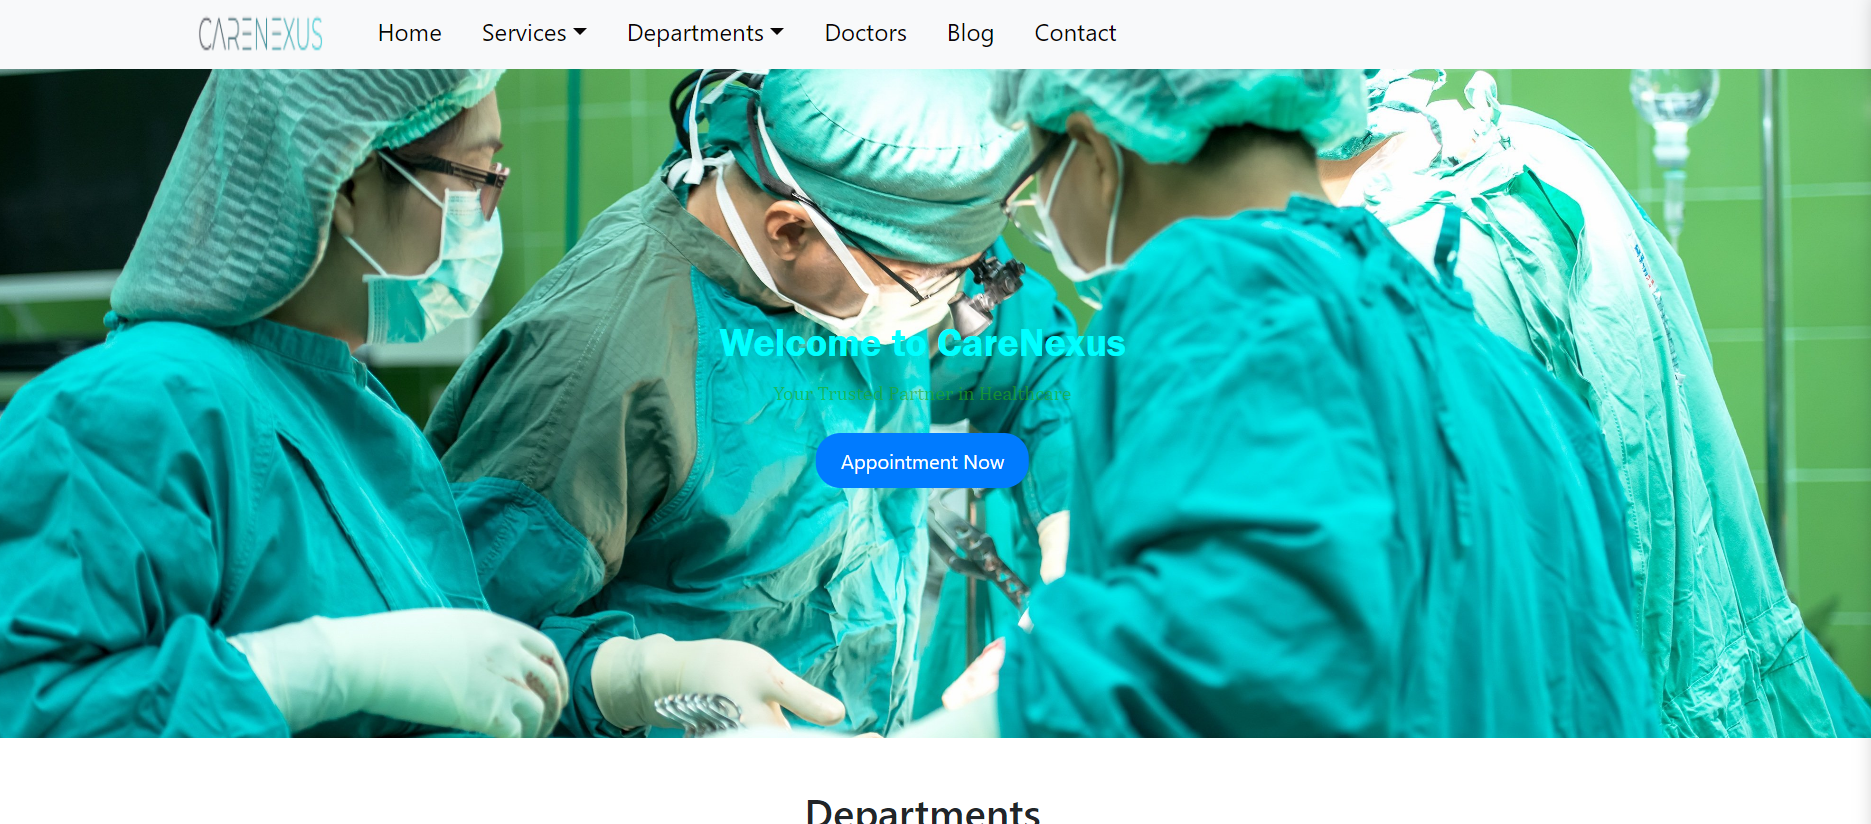 CARENEXUS
Home Services Departments Doctors Blog Contact
Welcome to CareNexus
Your Trusted Partner in Healthcare
Appointment Now
Departments